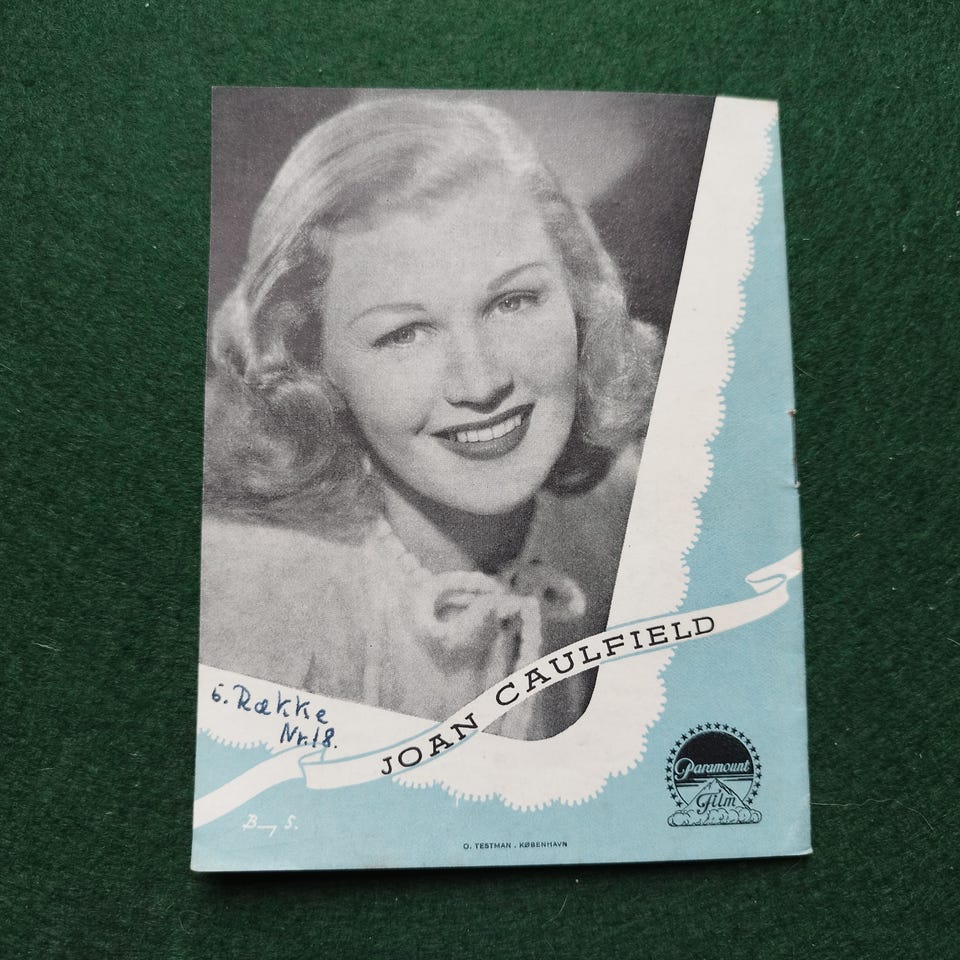 6. Række
Nr. 18.
JOAN CAULFIELD
Paramount
Film
O. TESTMAN . KØBENHAVN